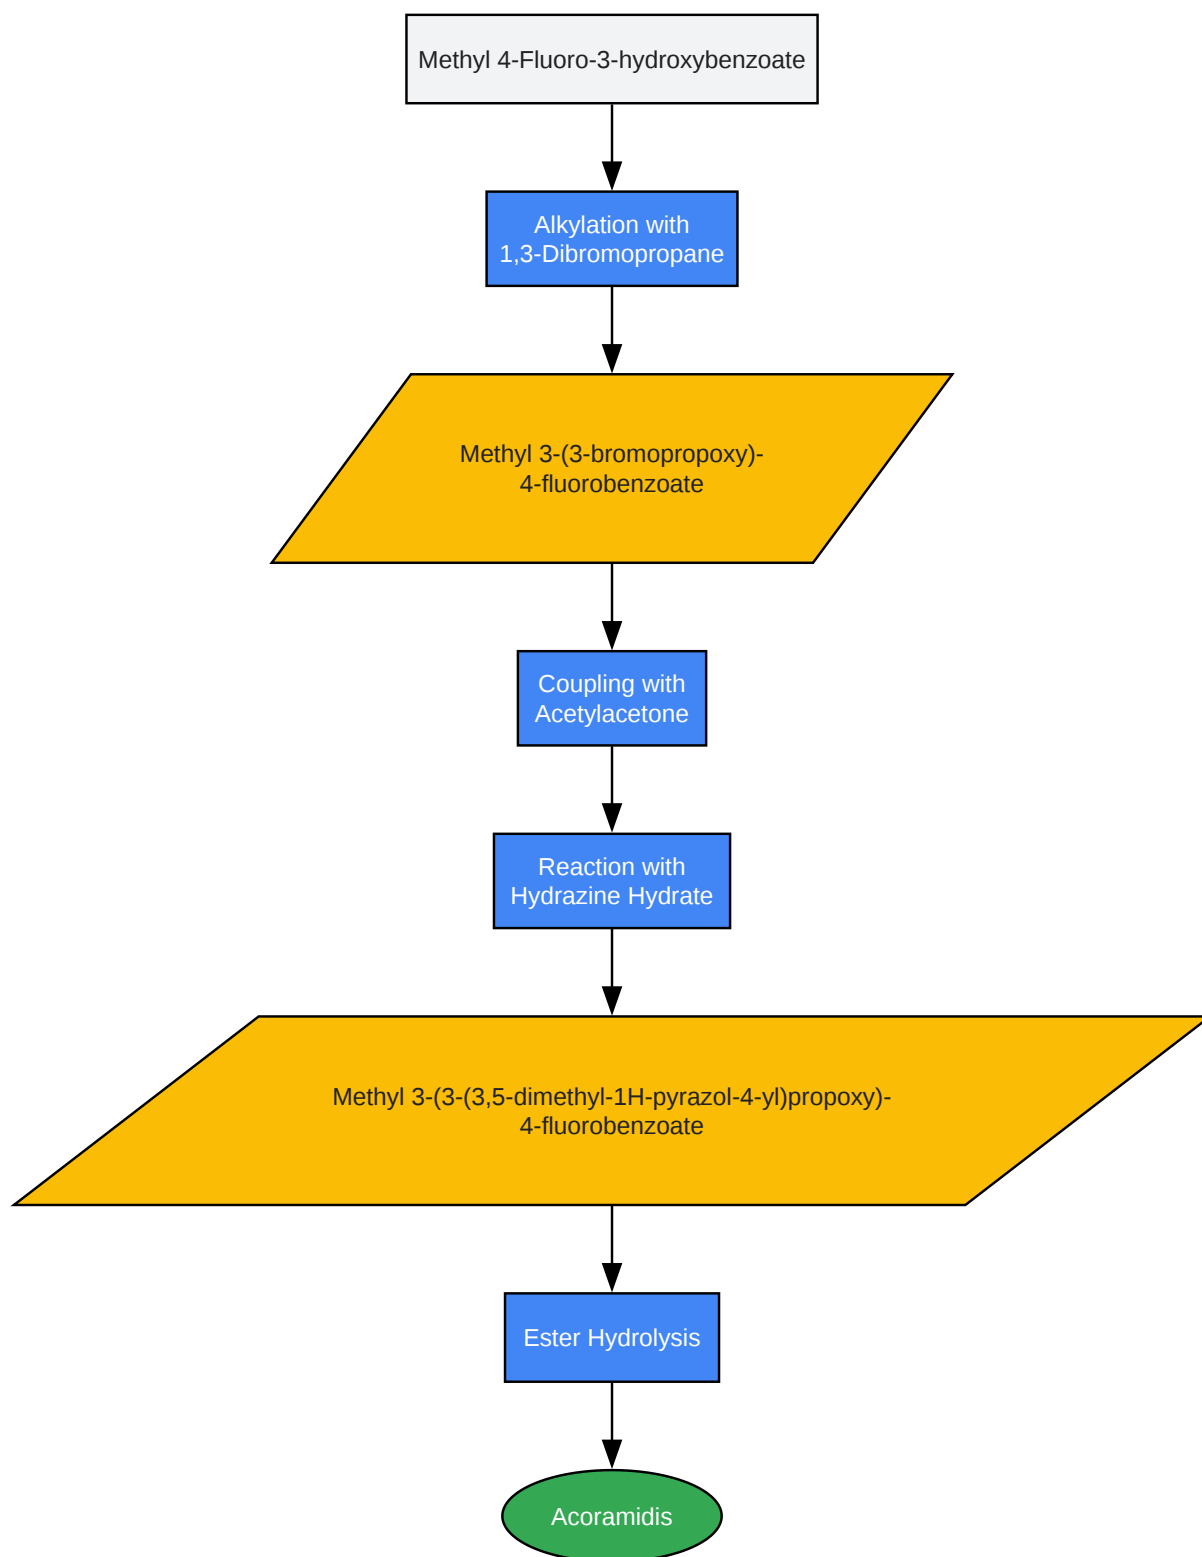 Methyl 4-Fluoro-3-hydroxybenzoate
Alkylation with
1,3-Dibromopropane
Methyl 3-(3-bromopropoxy)-
4-fluorobenzoate
Coupling with
Acetylacetone
Reaction with
Hydrazine Hydrate
Methyl 3-(3-(3,5-dimethyl-1H-pyrazol-4-yl)propoxy)-
4-fluorobenzoate
Ester Hydrolysis
Acoramidis